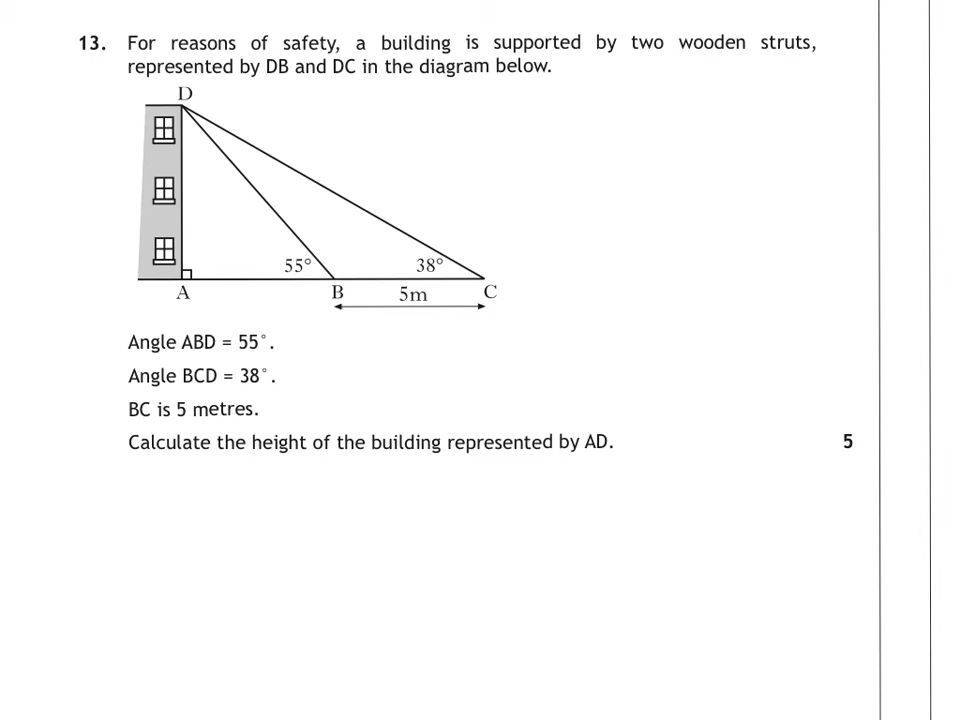 13. For reasons of safety, a building is supported by two wooden struts,
represented by DB and DC in the diagram below.
D
55° 38°
A B 5m C
Angle ABD = 55°.
Angle BCD = 38°.
BC is 5 metres.
Calculate the height of the building represented by AD. 5